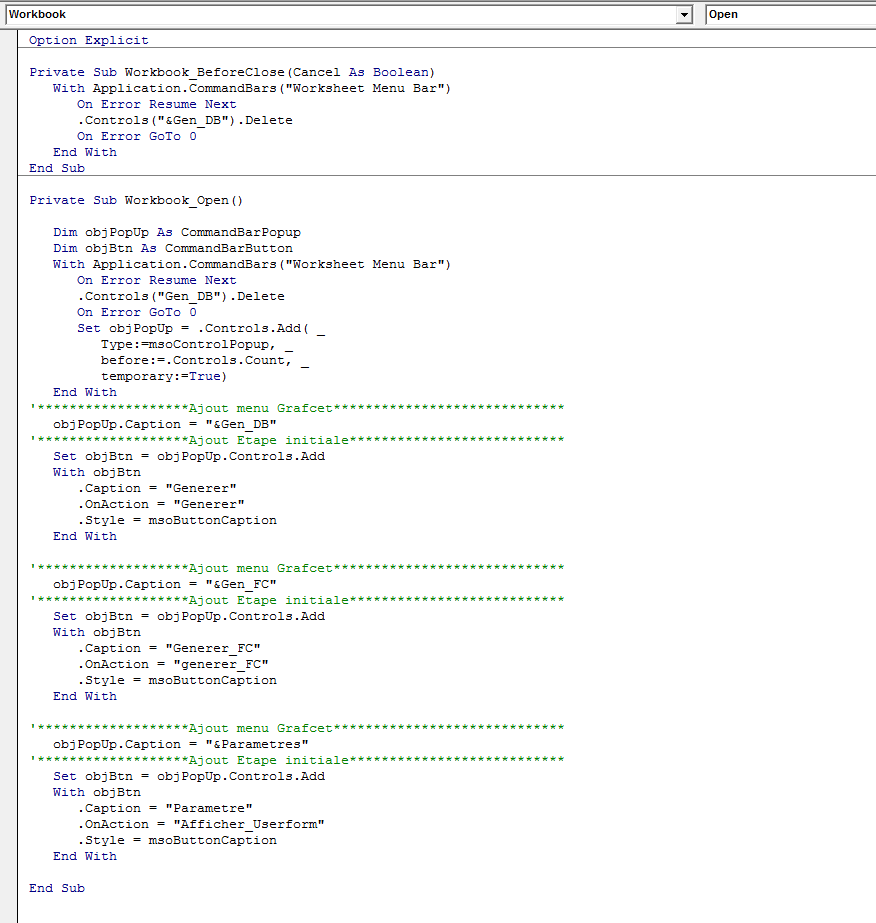 Workbook
Open
Option Explicit
Private Sub Workbook_BeforeClose(Cancel As Boolean)
With Application.CommandBars("Worksheet Menu Bar")
On Error Resume Next
.Controls("&Gen_DB").Delete
On Error GoTo 0
End With
End Sub
Private Sub Workbook_Open()
Dim objPopUp As CommandBarPopup
Dim objBtn As CommandBarButton
With Application.CommandBars("Worksheet Menu Bar")
On Error Resume Next
.Controls("Gen_DB").Delete
On Error GoTo 0
Set objPopUp = .Controls.Add( _
Type:=msoControlPopup, _
before:=.Controls.Count, _
temporary:=True)
End With
'*******************Ajout menu Grafcet*****************************
objPopUp.Caption = "&Gen_DB"
'*******************Ajout Etape initiale***************************
Set objBtn = objPopUp.Controls.Add
With objBtn
.Caption = "Generer"
.OnAction = "Generer"
.Style = msoButtonCaption
End With
'*******************Ajout menu Grafcet*****************************
objPopUp.Caption = "&Gen_FC"
'*******************Ajout Etape initiale***************************
Set objBtn = objPopUp.Controls.Add
With objBtn
.Caption = "Generer_FC"
.OnAction = "generer_FC"
.Style = msoButtonCaption
End With
'*******************Ajout menu Grafcet*****************************
objPopUp.Caption = "&Parametres"
'*******************Ajout Etape initiale***************************
Set objBtn = objPopUp.Controls.Add
With objBtn
.Caption = "Parametre"
.OnAction = "Afficher_Userform"
.Style = msoButtonCaption
End With
End Sub